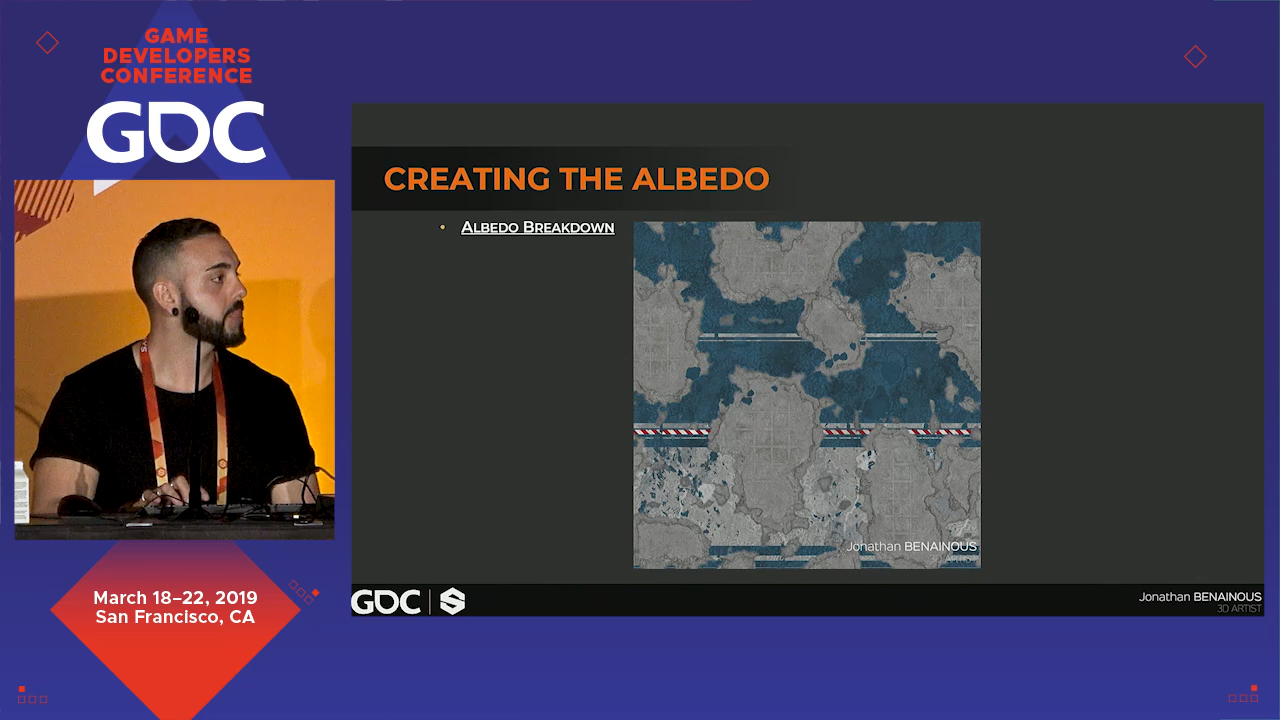 GAME
DEVELOPERS
CONFERENCE
GDC
March 18–22, 2019
San Francisco, CA
CREATING THE ALBEDO
• ALBEDO BREAKDOWN
Jonathan BENAINOUS
GDC
Jonathan BENAINOUS
3D ARTIST